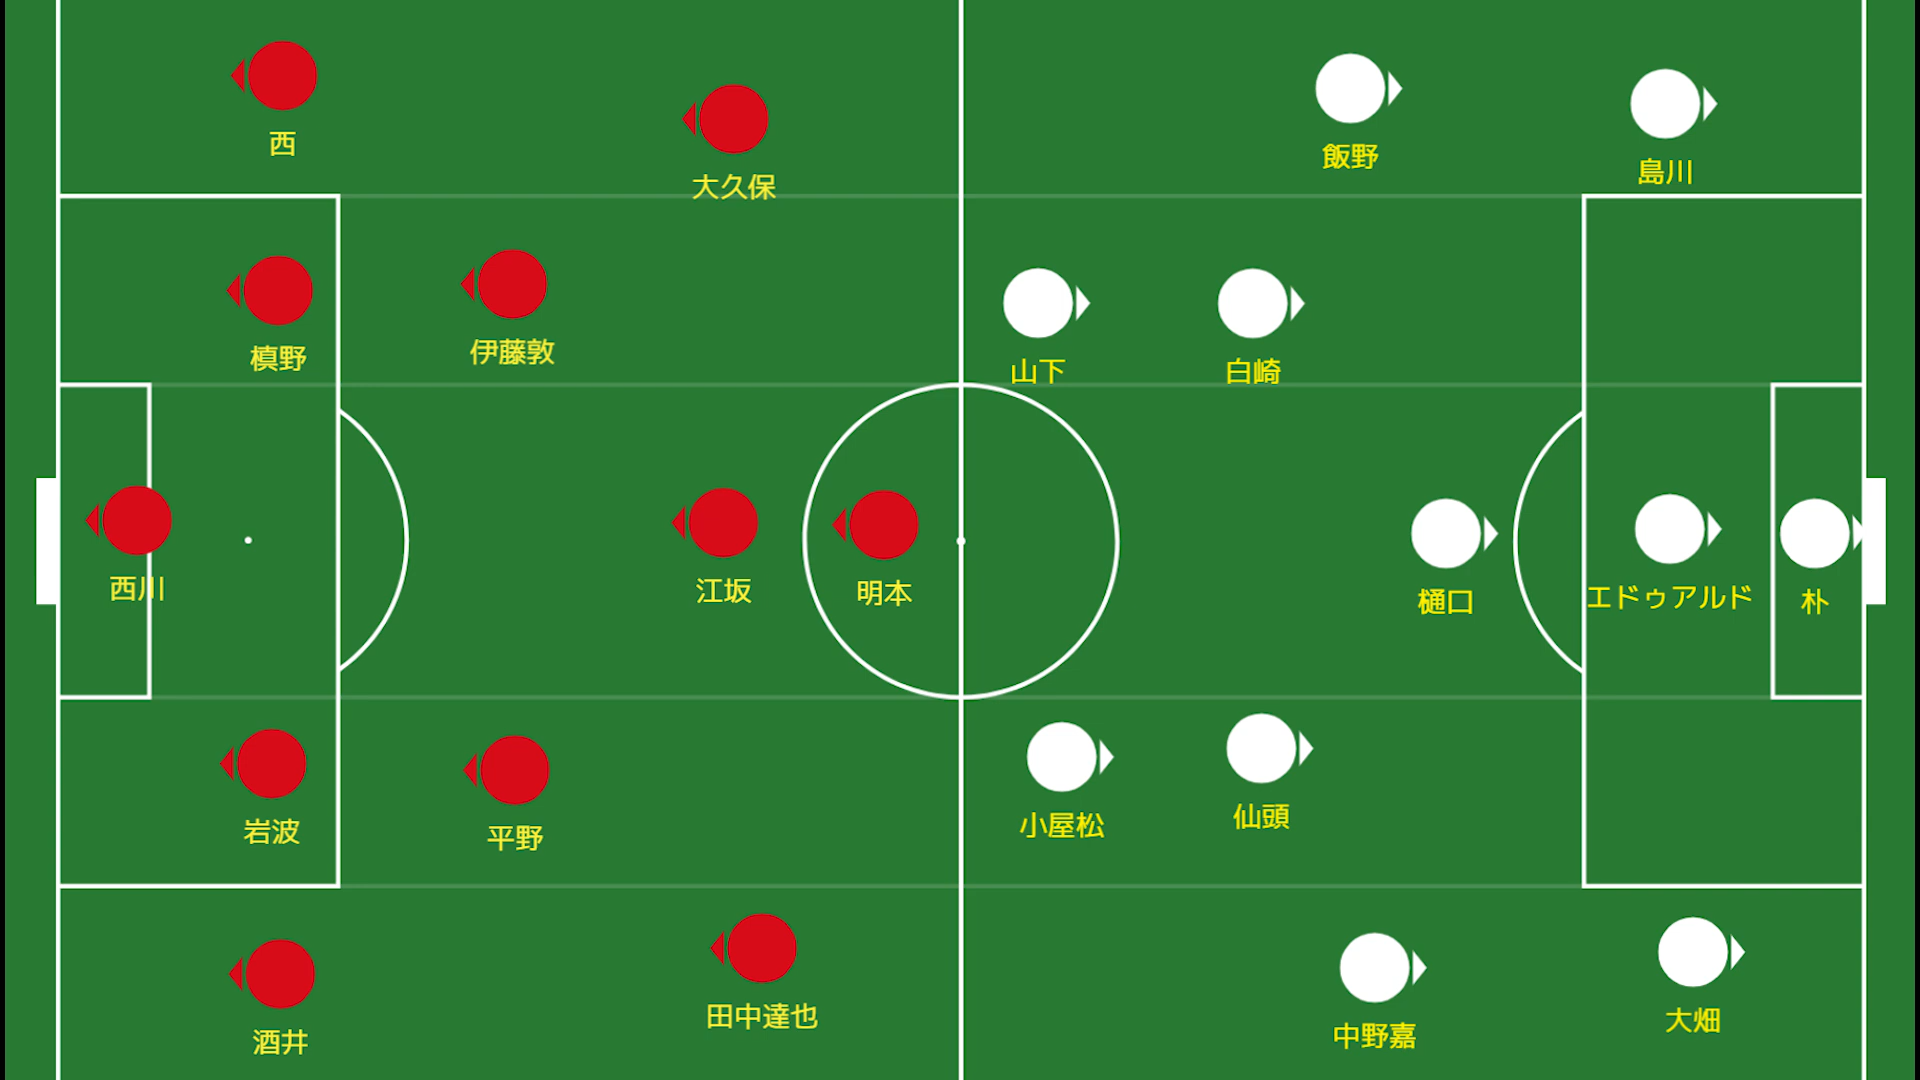 西
大久保
飯野
島川
槙野
伊藤敦
山下
白崎
西川
江坂
明本
樋口
エドゥアルド
朴
岩波
平野
小屋松
仙頭
酒井
田中達也
中野嘉
大畑